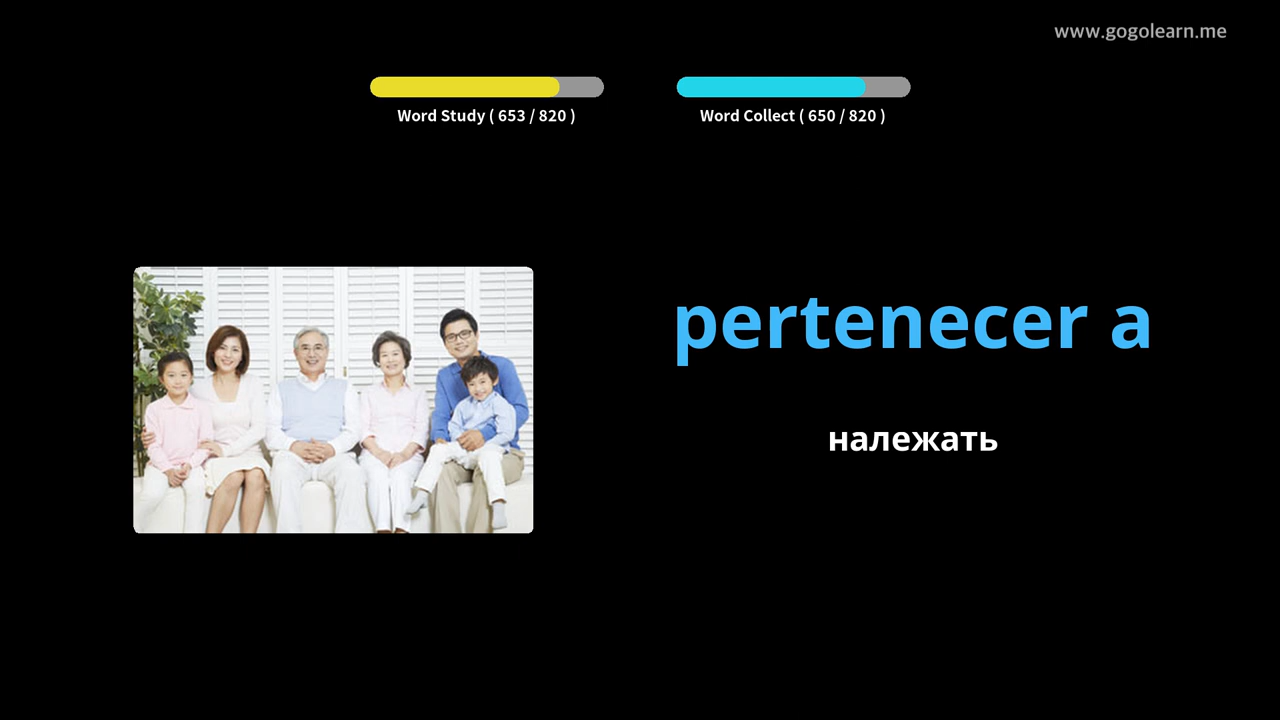 www.gogolearn.me
Word Study ( 653 / 820 )
Word Collect ( 650 / 820 )
pertenecer a
належать